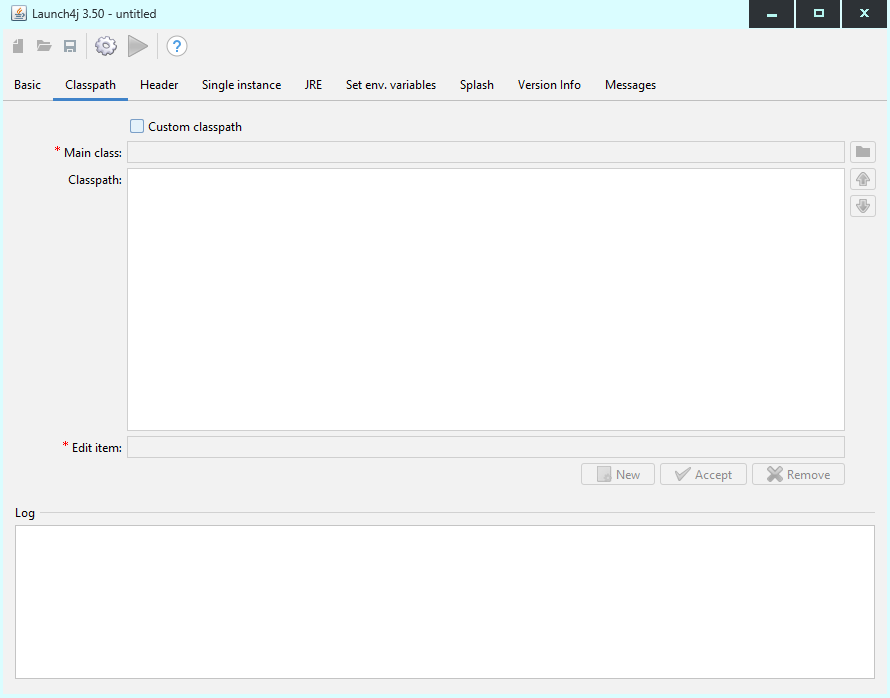 Launch4j 3.50 - untitled
?
Basic Classpath Header Single instance JRE Set env. variables Splash Version Info Messages
Custom classpath
* Main class:
Classpath:
* Edit item:
New Accept Remove
Log